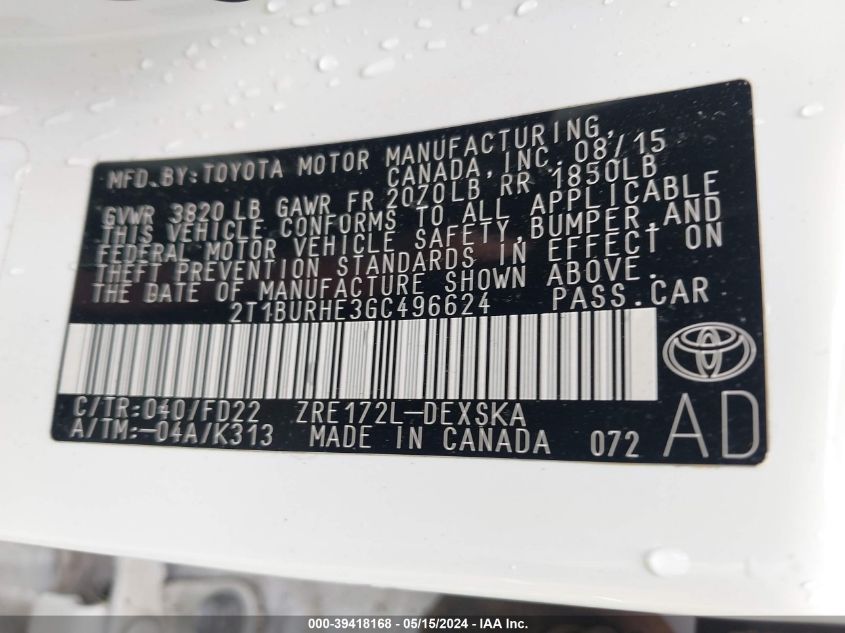 MFD. BY: TOYOTA MOTOR MANUFACTURING,
CANADA, INC. 08/15
GVWR 3820 LB GAWR FR 2070LB RR 1850LB
THIS VEHICLE CONFORMS TO ALL APPLICABLE
FEDERAL MOTOR VEHICLE SAFETY, BUMPER, AND
THEFT PREVENTION STANDARDS IN EFFECT ON
THE DATE OF MANUFACTURE SHOWN ABOVE.
2T1BURHE3GC496624 PASS. CAR
C/TR: 040/FD22 ZRE172L-DEXSKA
A/TM: -04A/K313 MADE IN CANADA 072 AD
000-39418168 - 05/15/2024 - IAA Inc.